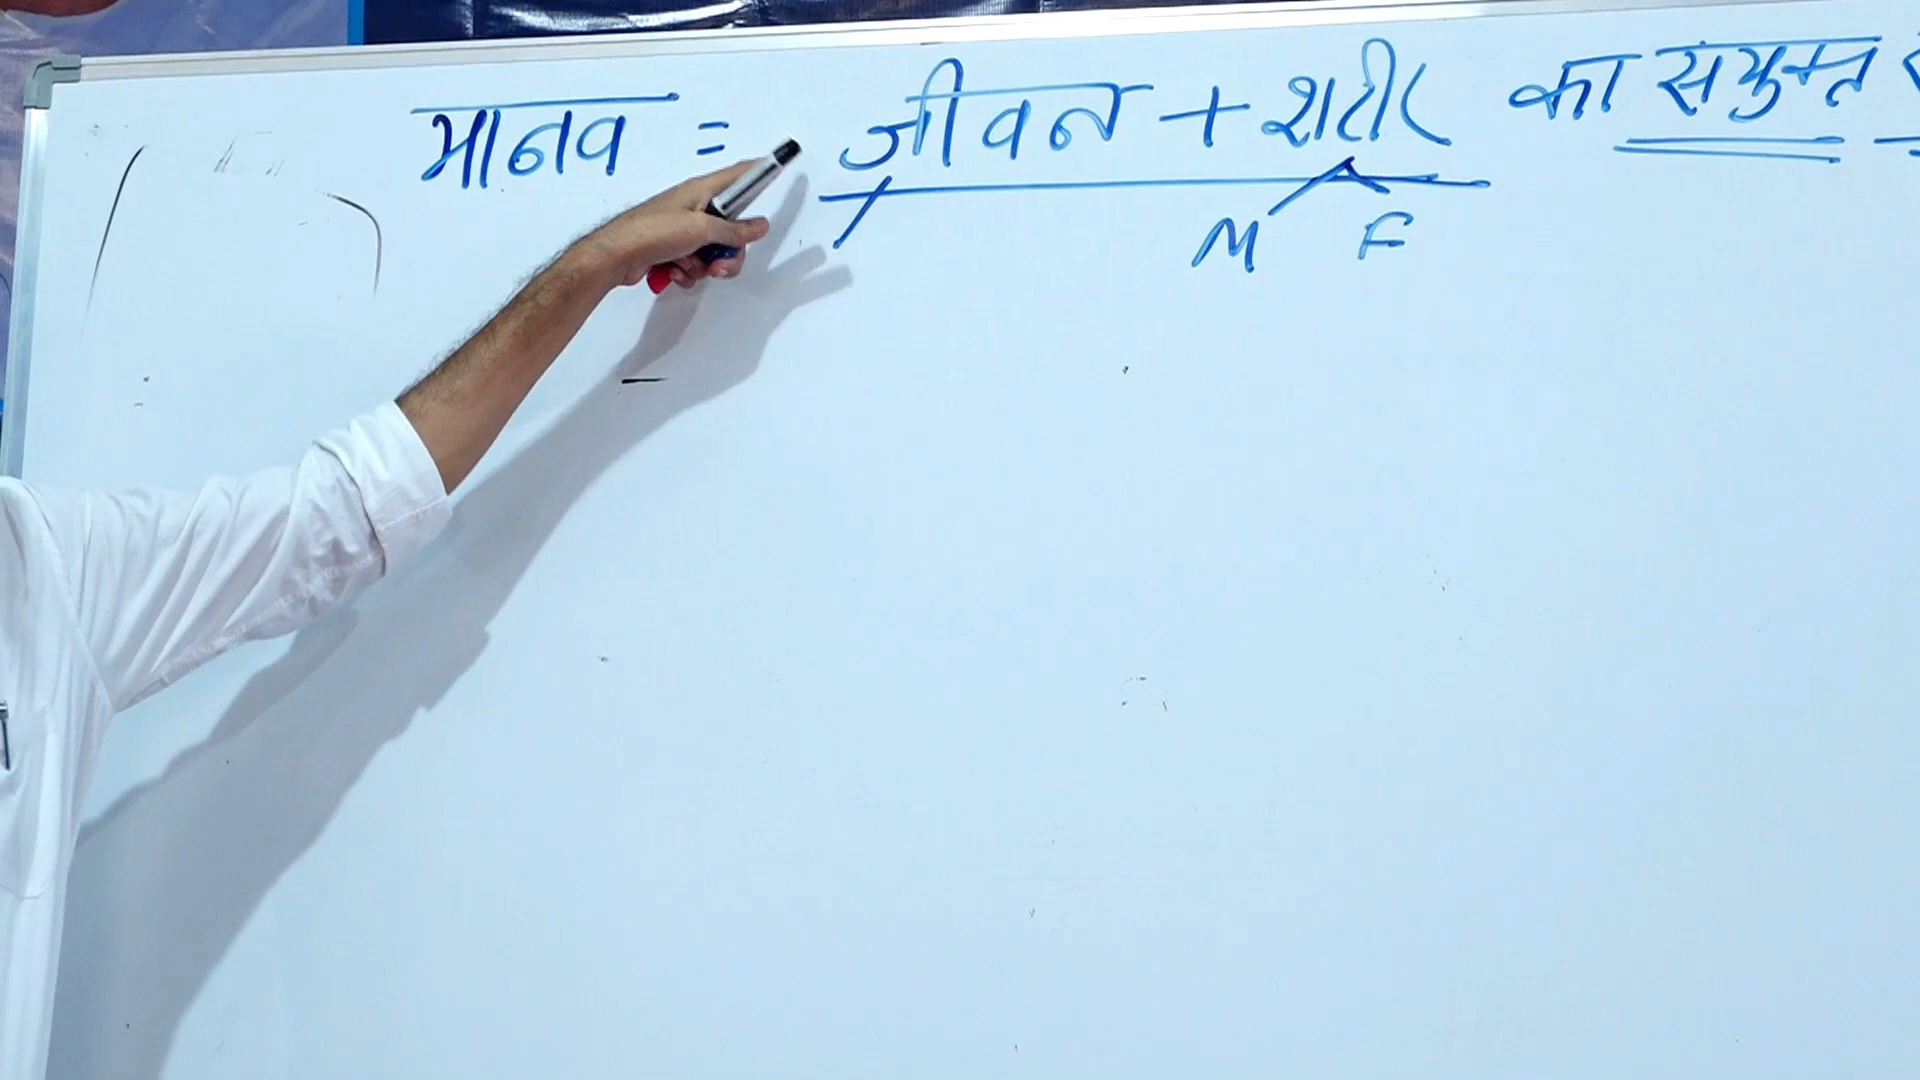 मानव = जीवन + शरीर का संयुक्त
M F